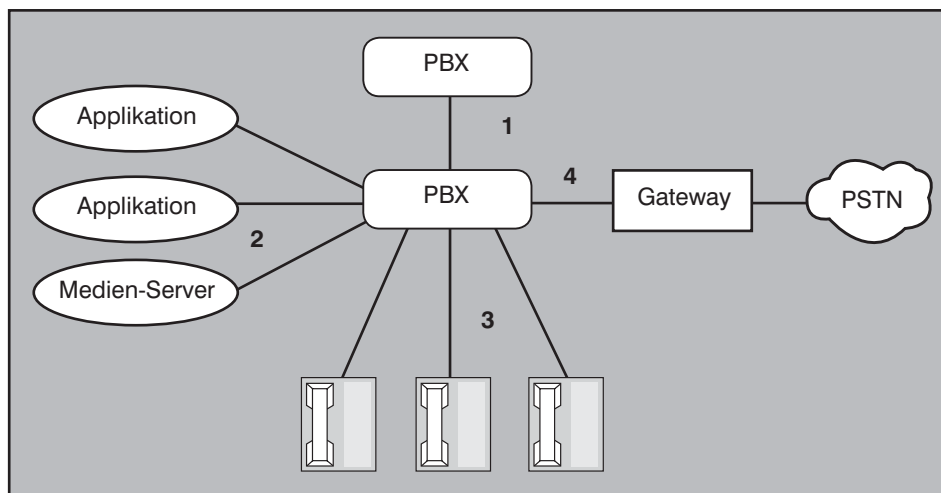 PBX
1
Applikation
Applikation
2
Medien-Server
PBX
4
Gateway
PSTN
3